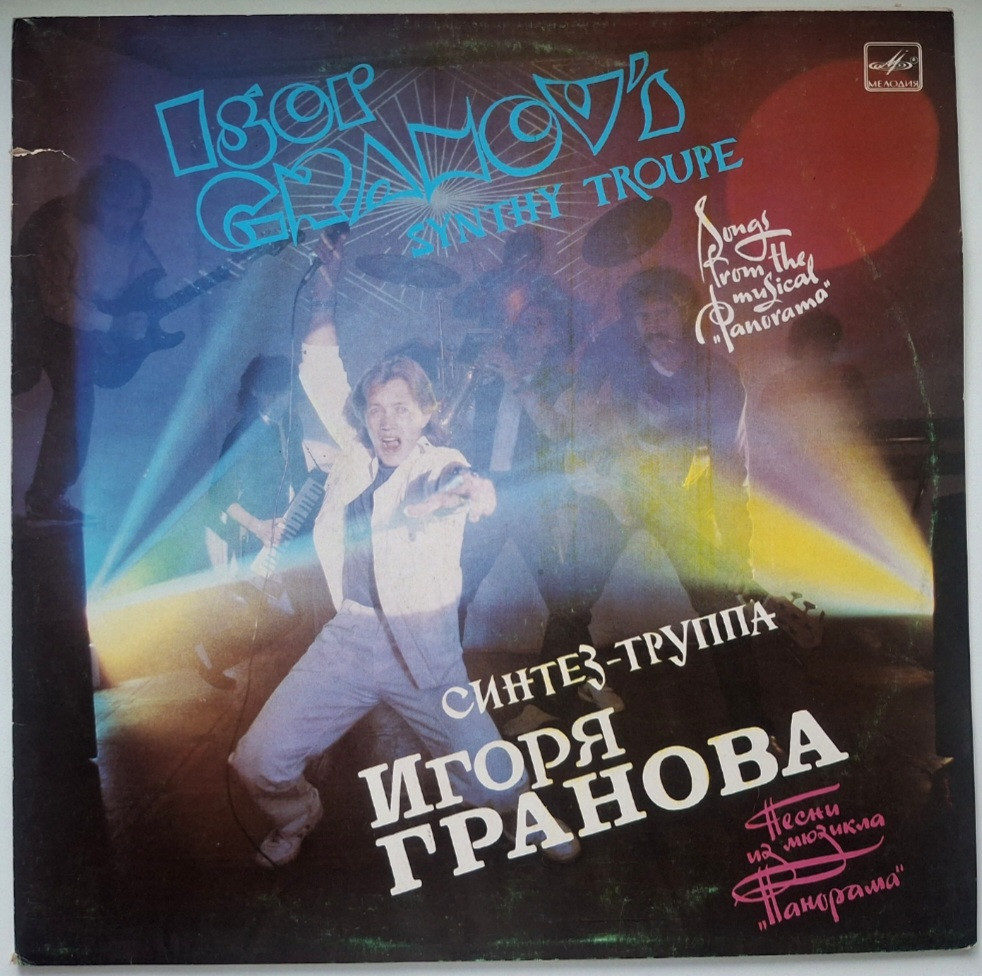 Igor
GRANOV's
SYNTHY TROUPE
МЕЛОДИЯ
Songs
from the
musical
„Panorama"
СИНТЕЗ-ТРУППА
ИГОРЯ
ГРАНОВА
Песни
из мюзикла
„Панорама"